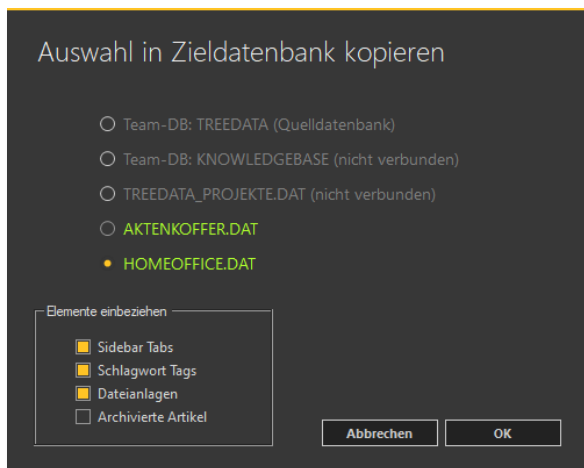 Auswahl in Zieldatenbank kopieren
Team-DB: TREEDATA (Quelldatenbank)
Team-DB: KNOWLEDGEBASE (nicht verbunden)
TREEDATA_PROJEKTE.DAT (nicht verbunden)
AKTENKOFFER.DAT
HOMEOFFICE.DAT
Elemente einbeziehen
Sidebar Tabs
Schlagwort Tags
Dateianlagen
Archivierte Artikel
Abbrechen
OK